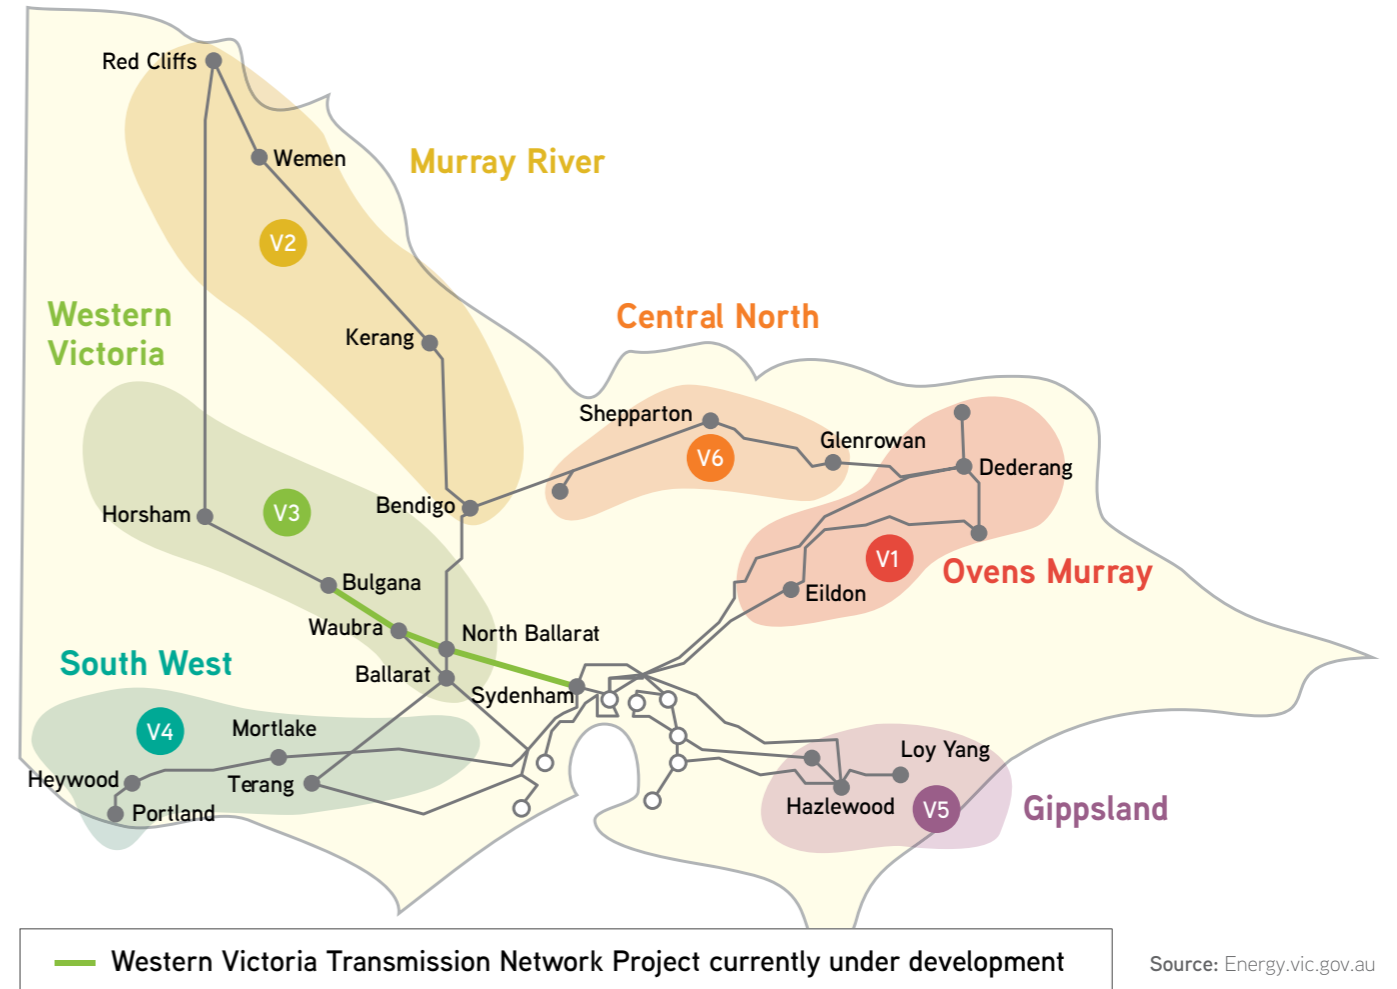 Red Cliffs
Wemen
Murray River
V2
Western
Victoria
Central North
Kerang
Shepparton
Glenrowan
V6
Dederang
Bendigo
Horsham
V3
V1
Ovens Murray
Bulgana
Eildon
Waubra
North Ballarat
South West
Ballarat
Sydenham
V4
Mortlake
Loy Yang
Heywood
Terang
Hazlewood
V5
Gippsland
Portland
Western Victoria Transmission Network Project currently under development
Source: Energy.vic.gov.au